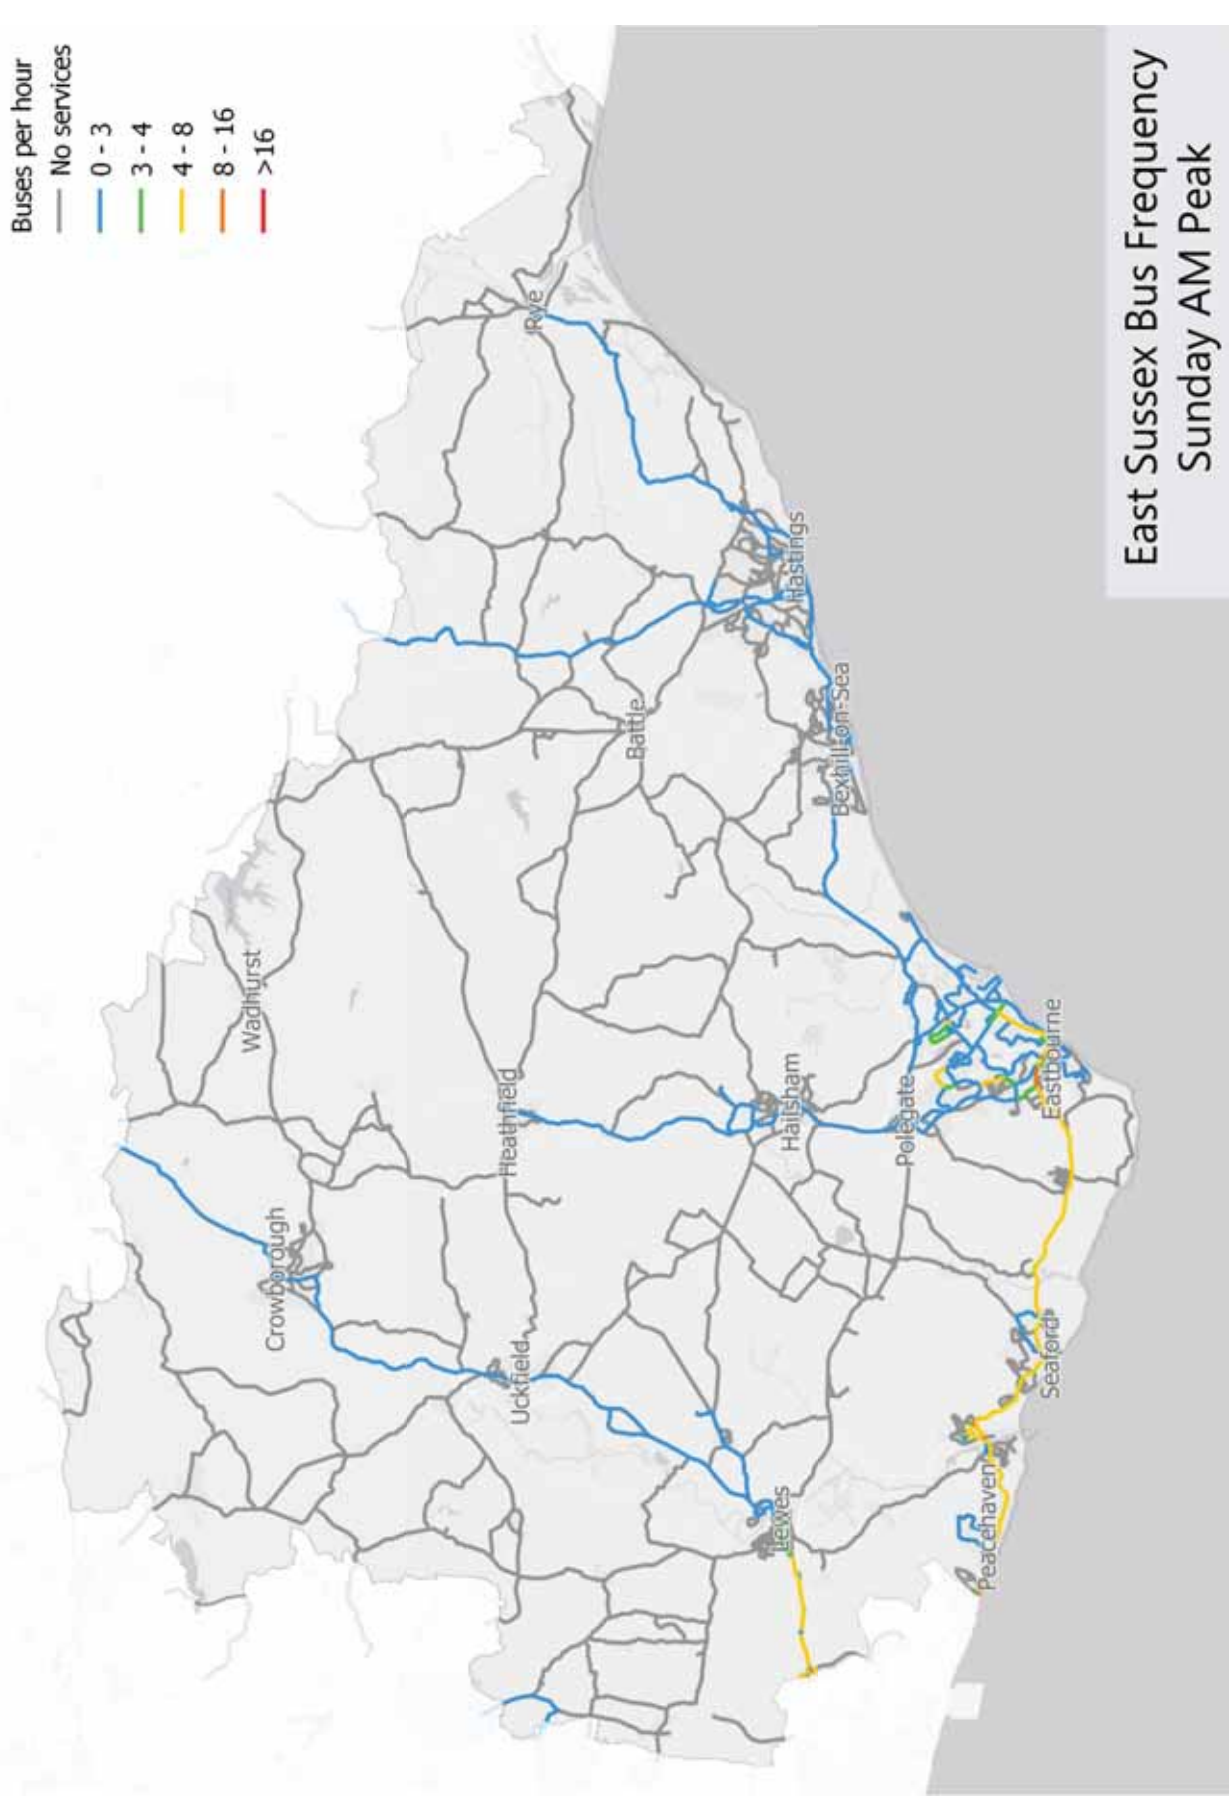 Buses per hour
No services
0 - 3
3 - 4
4 - 8
8 - 16
>16
Wadhurst
Crowborough
Rye
Heathfield
Uckfield
Battle
Hastings
Hailsham
Bexhill-on-Sea
Lewes
Polegate
Eastbourne
Seaford
Peacehaven
East Sussex Bus Frequency
Sunday AM Peak